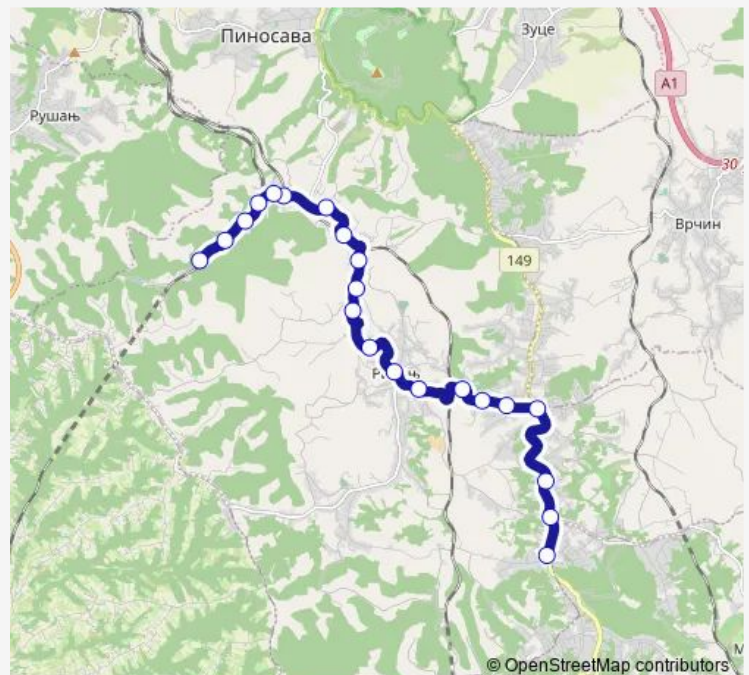 Пиносава
Зуце
A1
Рушањ
30
Врчин
149
© OpenStreetMap contributors